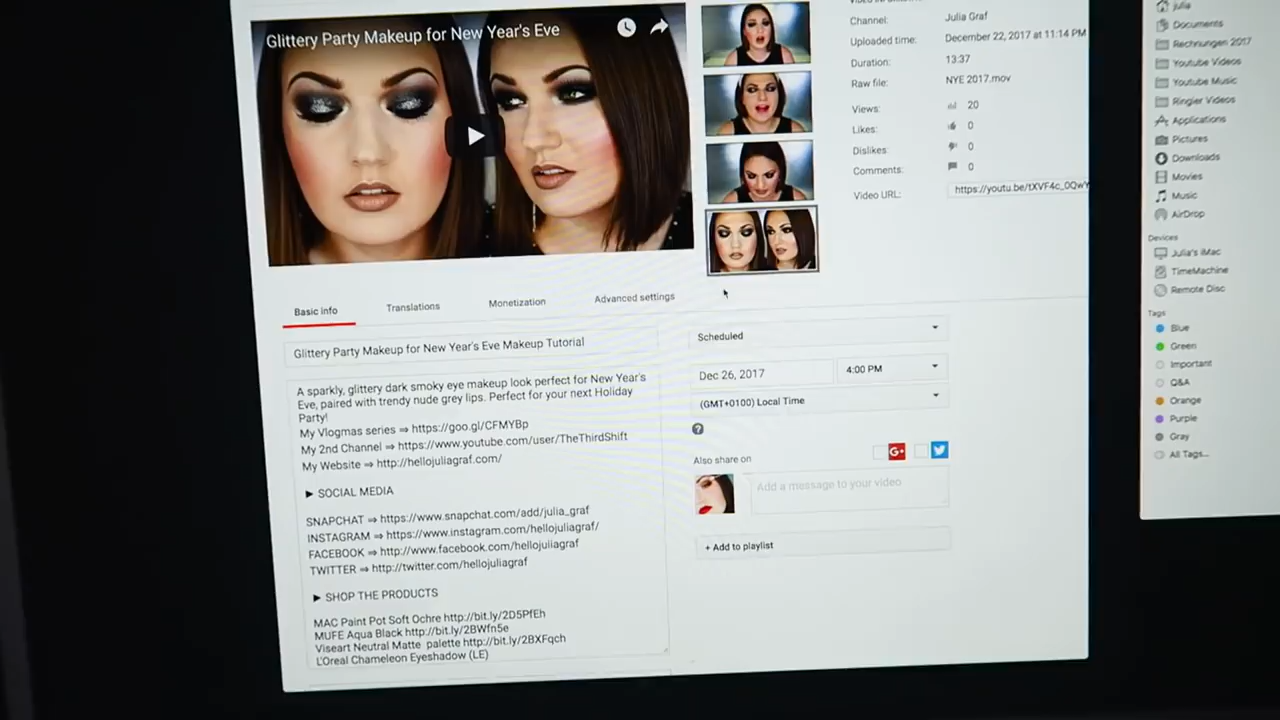 Glittery Party Makeup for New Year's Eve
Channel:
Julia Graf
Uploaded time:
December 22, 2017 at 11:14 PM
Duration:
13:37
Raw file:
NYE 2017.mov
Views:
20
Likes:
0
Dislikes:
0
Comments:
0
Video URL:
https://youtu.be/tXVF4c_0QwY
Basic info
Translations
Monetization
Advanced settings
Glittery Party Makeup for New Year's Eve Makeup Tutorial
A sparkly, glittery dark smoky eye makeup look perfect for New Year's
Eve, paired with trendy nude grey lips. Perfect for your next Holiday
Party!
My Vlogmas series ⇒ https://goo.gl/CFMYBp
My 2nd Channel ⇒ https://www.youtube.com/user/TheThirdShift
My Website ⇒ http://hellojuliagraf.com/
► SOCIAL MEDIA
SNAPCHAT ⇒ https://www.snapchat.com/add/julia_graf
INSTAGRAM ⇒ https://www.instagram.com/hellojuliagraf/
FACEBOOK ⇒ http://www.facebook.com/hellojuliagraf
TWITTER ⇒ http://twitter.com/hellojuliagraf
► SHOP THE PRODUCTS
MAC Paint Pot Soft Ochre http://bit.ly/2D5PfEh
MUFE Aqua Black http://bit.ly/2BWfn5e
Viseart Neutral Matte palette http://bit.ly/2BXFqch
L'Oreal Chameleon Eyeshadow (LE)
Scheduled
Dec 26, 2017
4:00 PM
(GMT+0100) Local Time
?
Also share on
G+
Add a message to your video
+ Add to playlist
julia
Documents
Rechnungen 2017
Youtube Videos
Youtube Music
Ringier Videos
Applications
Pictures
Downloads
Movies
Music
AirDrop
Devices
Julia's iMac
TimeMachine
Remote Disc
Tags
Blue
Green
Important
Q&A
Orange
Purple
Gray
All Tags...